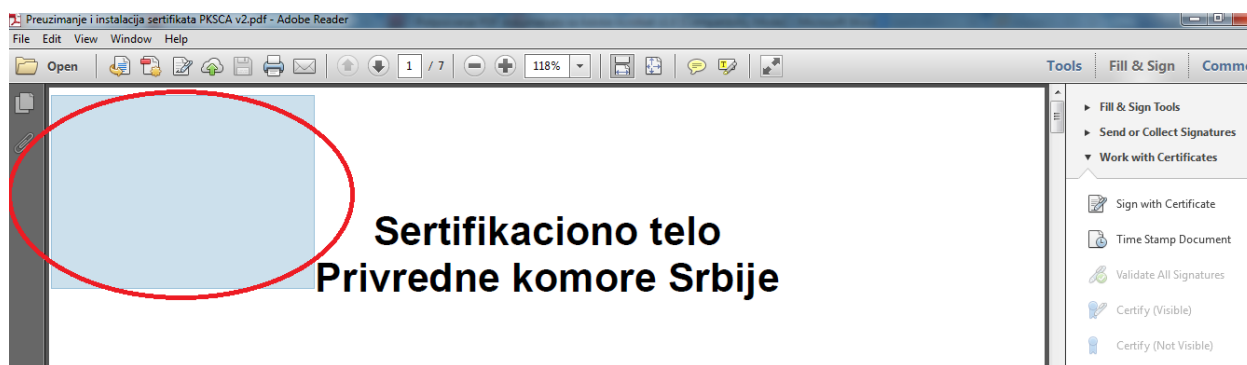 Preuzimanje i instalacija sertifikata PKSCA v2.pdf - Adobe Reader
File Edit View Window Help
Open 1 / 7 118% Tools Fill & Sign Comme
Fill & Sign Tools
Send or Collect Signatures
Work with Certificates
Sign with Certificate
Time Stamp Document
Validate All Signatures
Certify (Visible)
Certify (Not Visible)
Sertifikaciono telo
Privredne komore Srbije